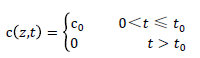 c(z,t) = {c₀ 0<t ≤ t₀
0 t > t₀